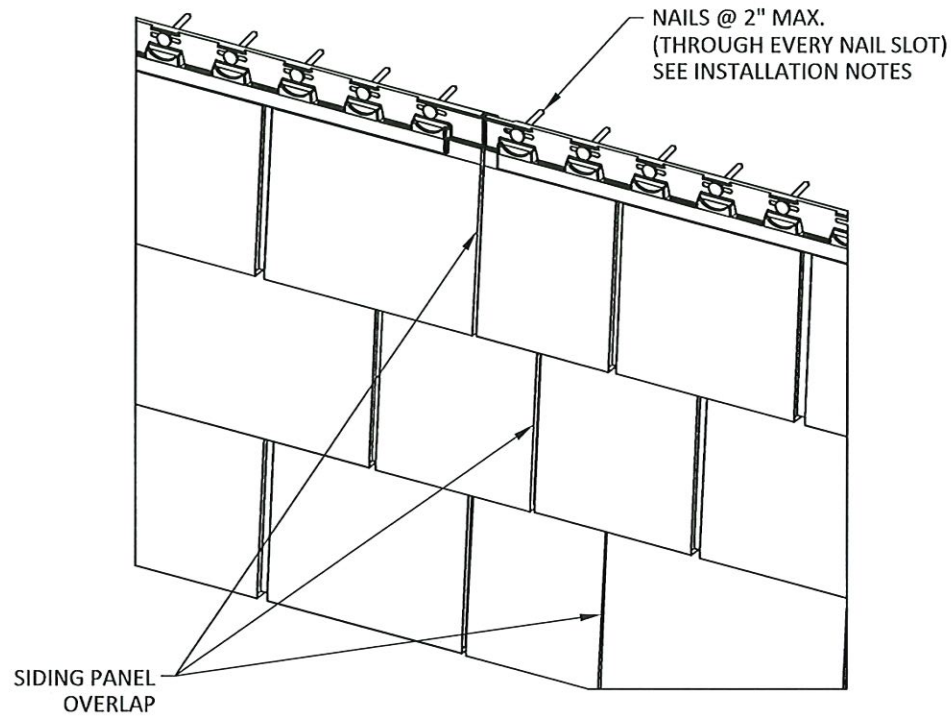 NAILS @ 2" MAX.
(THROUGH EVERY NAIL SLOT)
SEE INSTALLATION NOTES
SIDING PANEL
OVERLAP